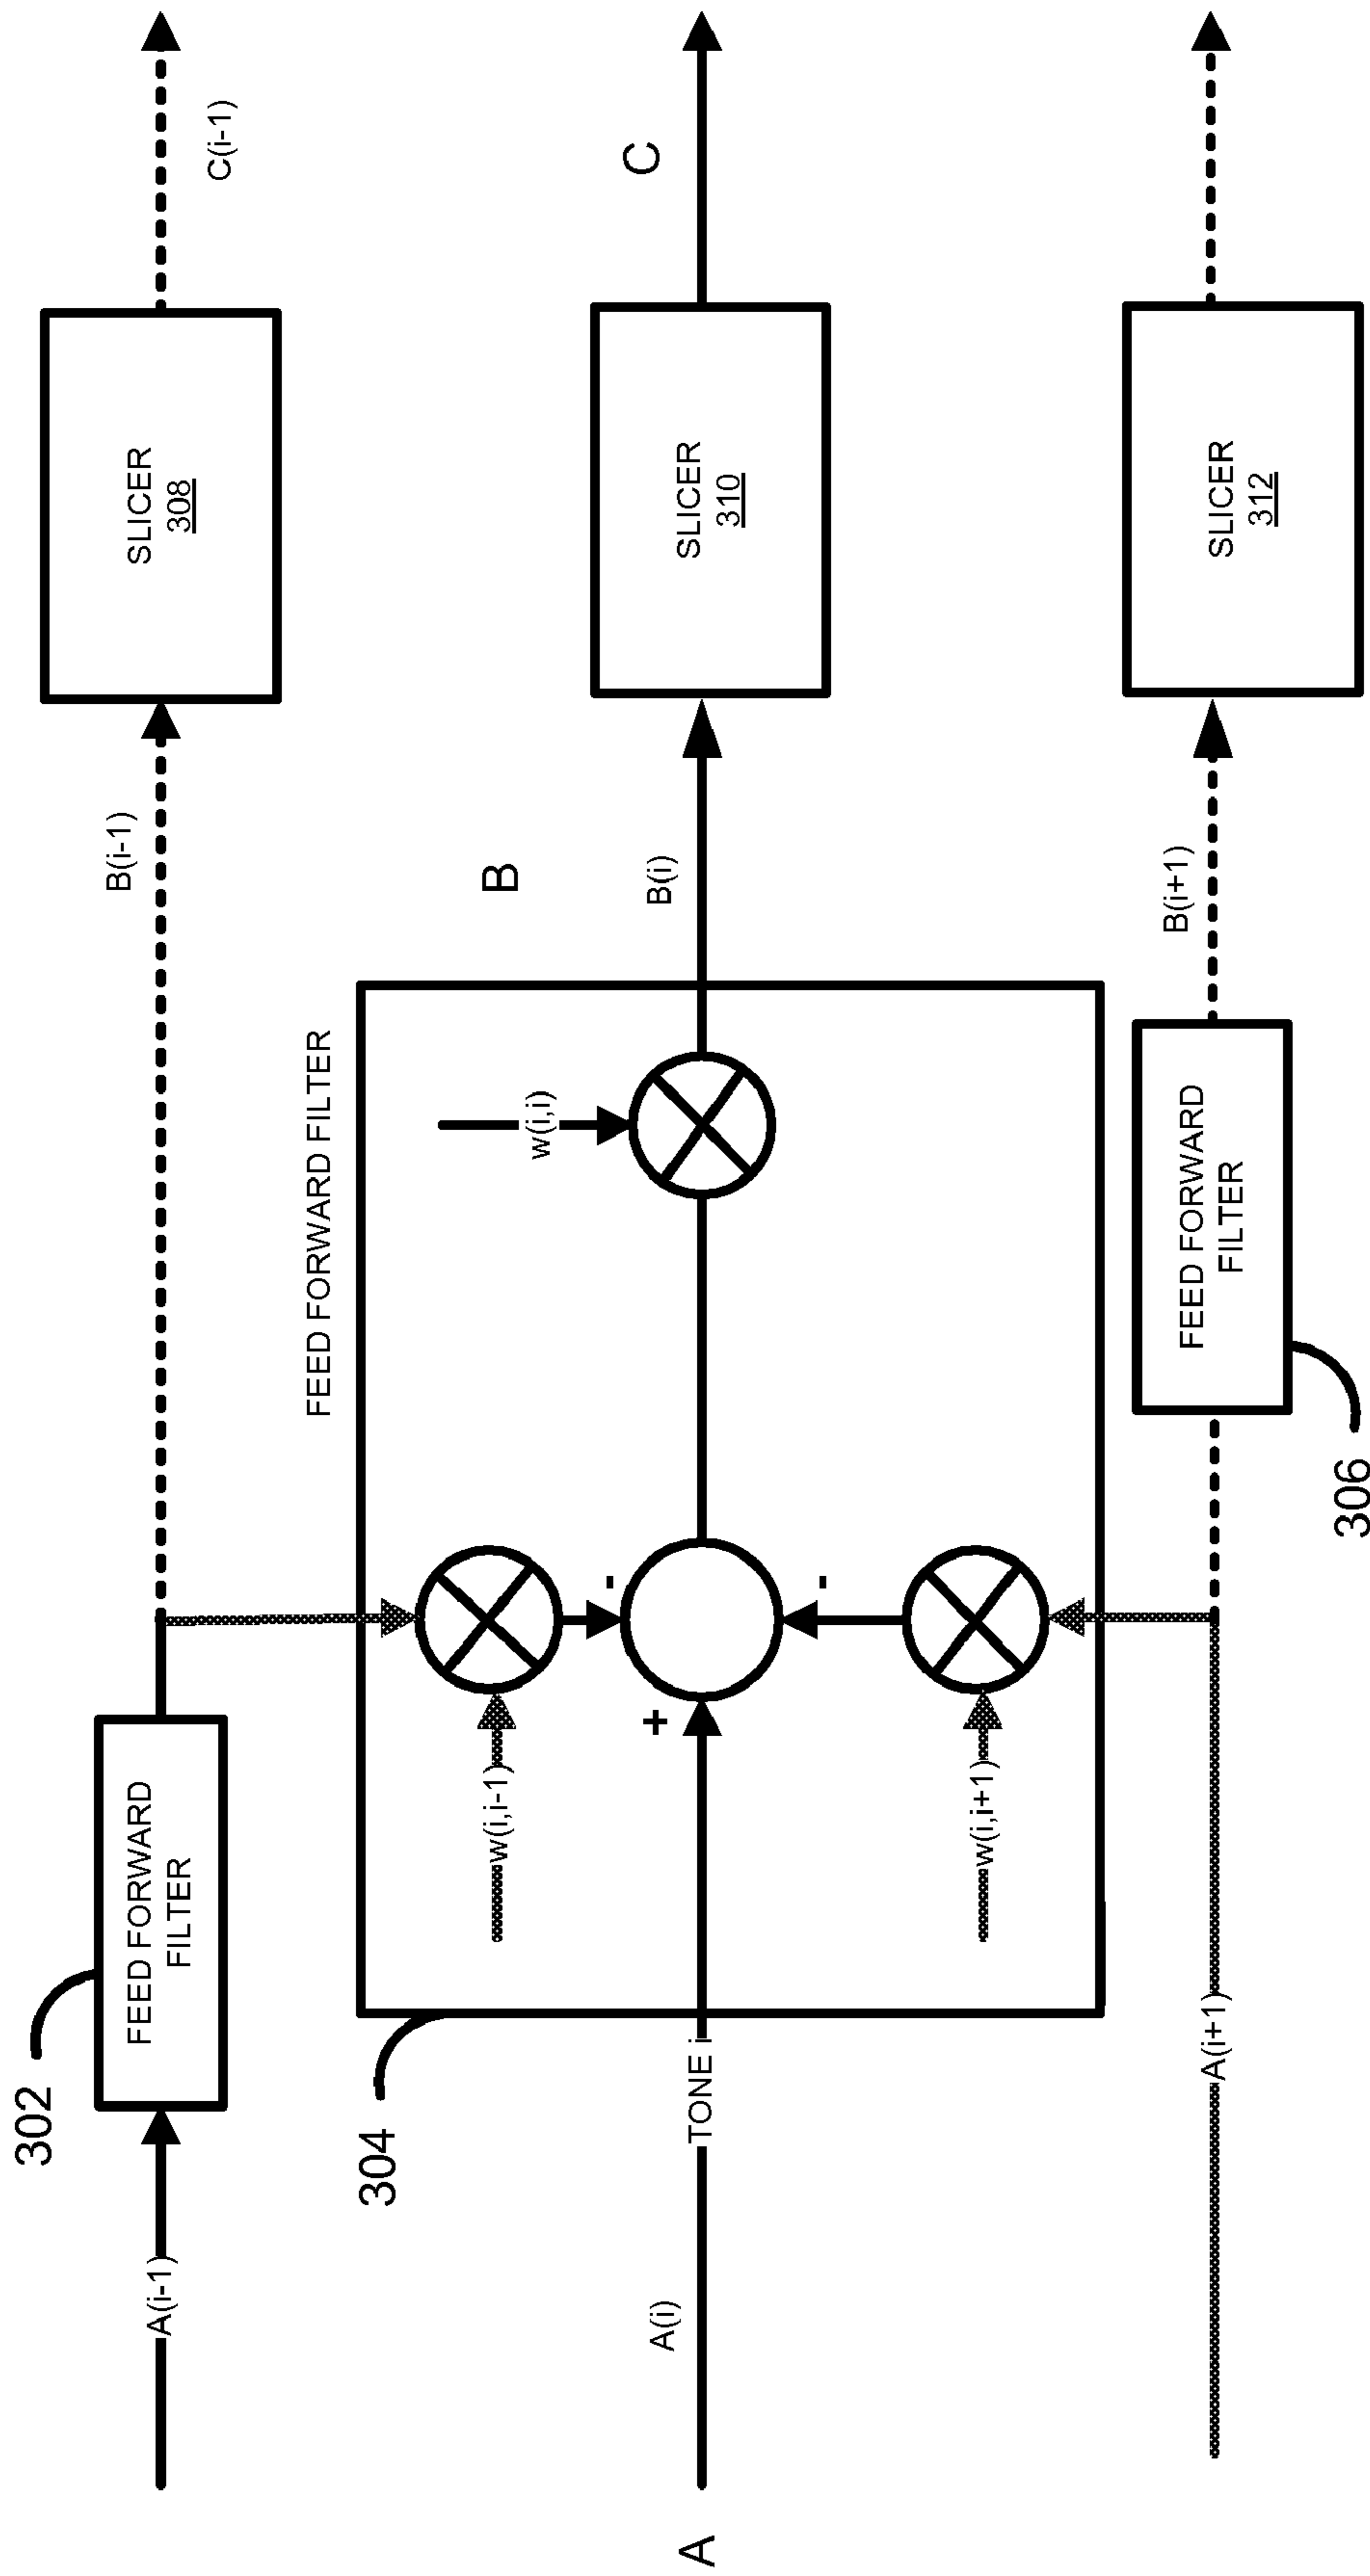 A(i-1)
302
FEED FORWARD
FILTER
B(i-1)
SLICER
308
C(i-1)
304
FEED FORWARD FILTER
w(i,i-1)
-
w(i,i)
B
A
A(i)
TONE i
+
B(i)
SLICER
310
C
w(i,i+1)
-
A(i+1)
FEED FORWARD
FILTER
306
B(i+1)
SLICER
312